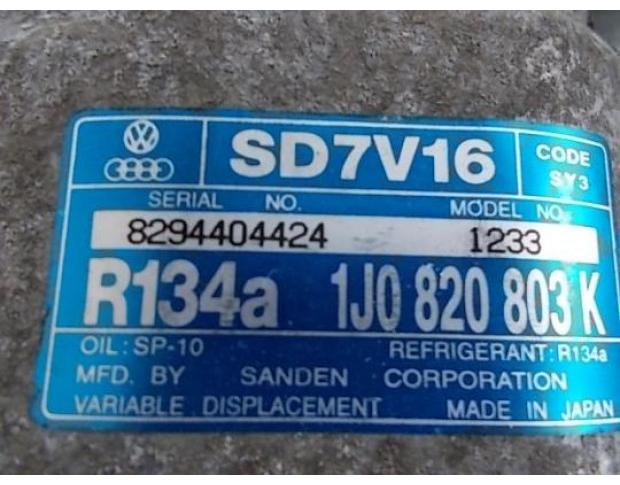 SD7V16
CODE
SY3
SERIAL NO.
MODEL NO.
8294404424
1233
R134a 1J0 820 803 K
OIL: SP-10
REFRIGERANT: R134a
MFD. BY SANDEN CORPORATION
VARIABLE DISPLACEMENT
MADE IN JAPAN